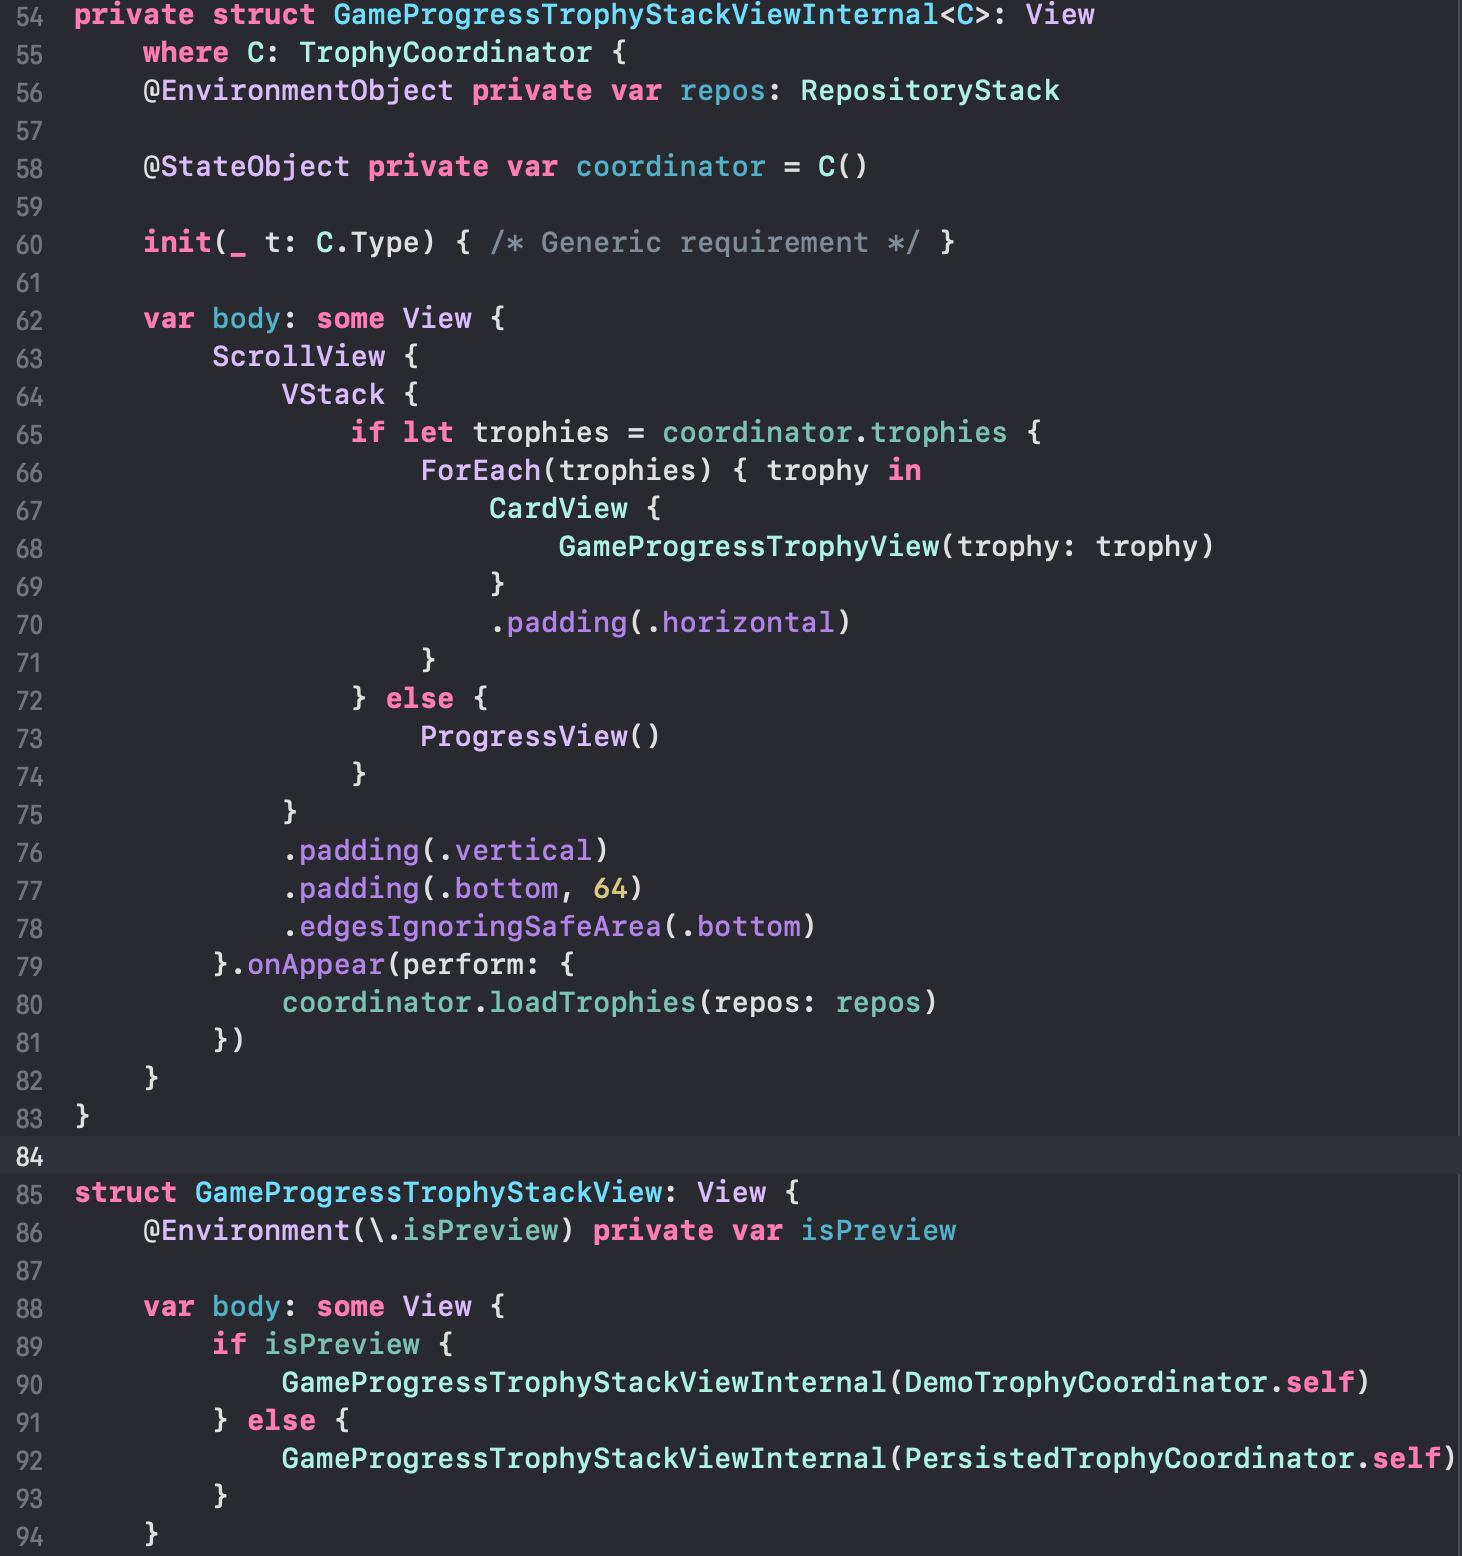 54 private struct GameProgressTrophyStackViewInternal<C>: View
55     where C: TrophyCoordinator {
56     @EnvironmentObject private var repos: RepositoryStack
57
58     @StateObject private var coordinator = C()
59
60     init(_ t: C.Type) { /* Generic requirement */ }
61
62     var body: some View {
63         ScrollView {
64             VStack {
65                 if let trophies = coordinator.trophies {
66                     ForEach(trophies) { trophy in
67                         CardView {
68                             GameProgressTrophyView(trophy: trophy)
69                         }
70                         .padding(.horizontal)
71                     }
72                 } else {
73                     ProgressView()
74                 }
75             }
76             .padding(.vertical)
77             .padding(.bottom, 64)
78             .edgesIgnoringSafeArea(.bottom)
79         }.onAppear(perform: {
80             coordinator.loadTrophies(repos: repos)
81         })
82     }
83 }
84
85 struct GameProgressTrophyStackView: View {
86     @Environment(\.isPreview) private var isPreview
87
88     var body: some View {
89         if isPreview {
90             GameProgressTrophyStackViewInternal(DemoTrophyCoordinator.self)
91         } else {
92             GameProgressTrophyStackViewInternal(PersistedTrophyCoordinator.self)
93         }
94     }